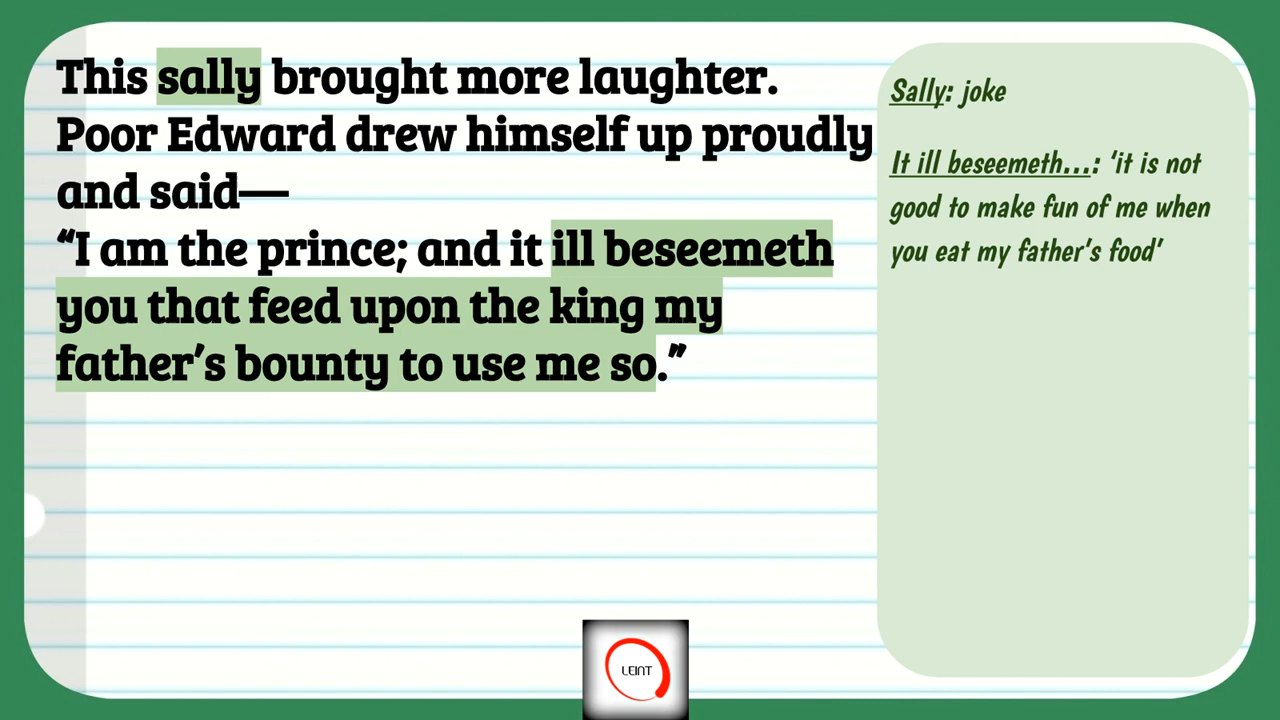 This sally brought more laughter.
Poor Edward drew himself up proudly
and said—
“I am the prince; and it ill beseemeth
you that feed upon the king my
father’s bounty to use me so.”
Sally: joke
It ill beseemeth...: ‘it is not
good to make fun of me when
you eat my father’s food’
LEINT